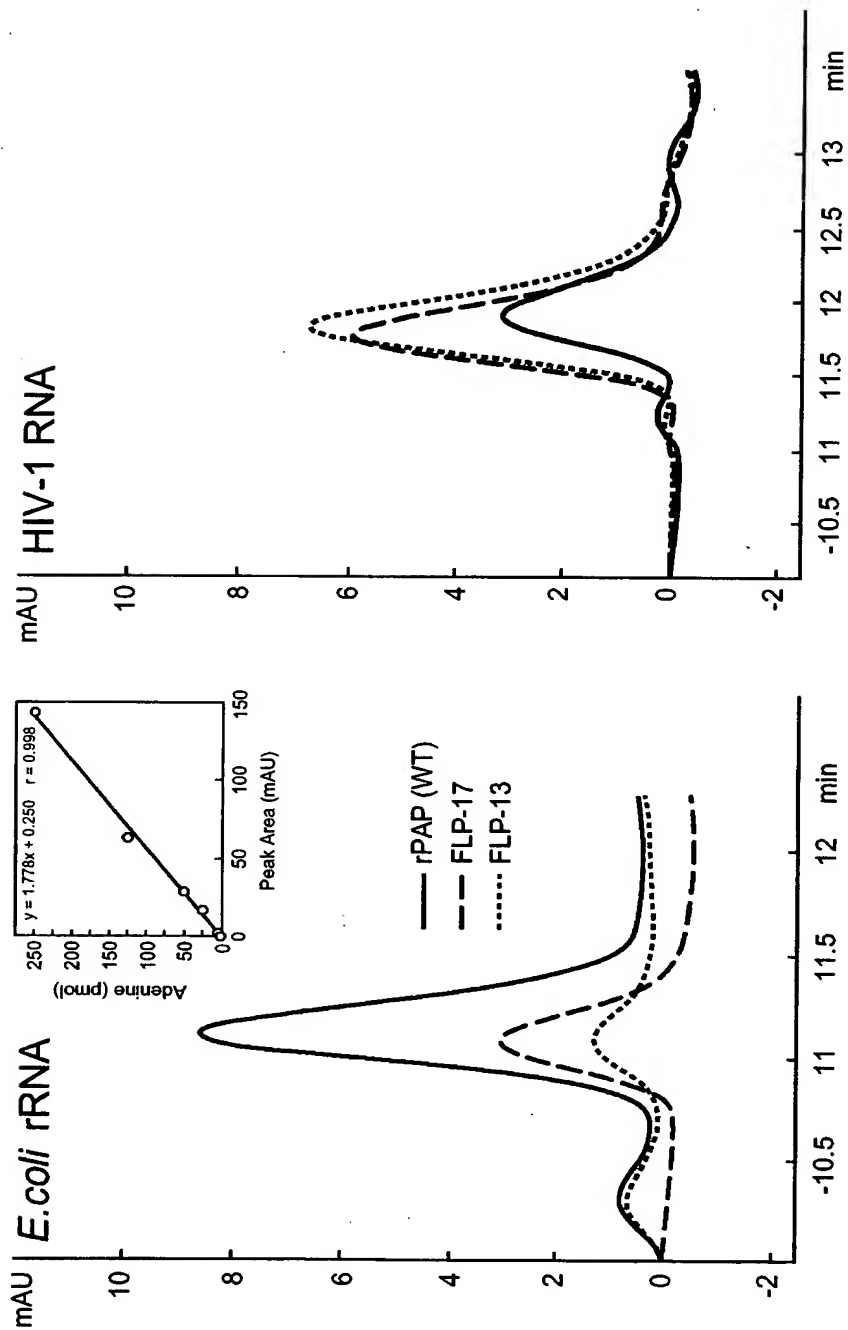 E.coli rRNA
mAU
10
8
6
4
2
0
-2
-10.5
11
11.5
12
min
y = 1.778x + 0.250 r = 0.998
Adenine (pmol)
250
200
150
100
50
0
0
50
100
150
Peak Area (mAU)
rPAP (WT)
FLP-17
FLP-13
HIV-1 RNA
mAU
10
8
6
4
2
0
-2
-10.5
11
11.5
12
12.5
13
min